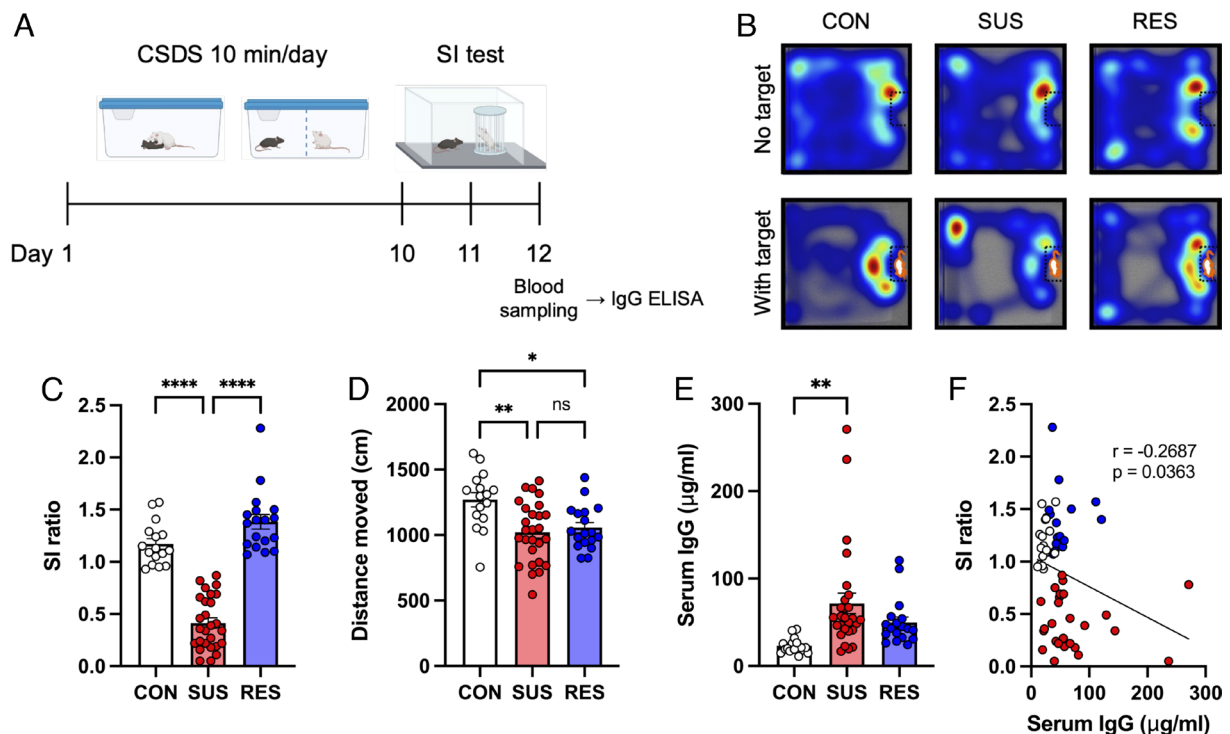 A
CSDS 10 min/day
SI test
Day 1
10
11
12
Blood
sampling → IgG ELISA
B
CON
SUS
RES
No target
With target
C
****
****
SI ratio
2.5
2.0
1.5
1.0
0.5
0.0
CON
SUS
RES
D
*
**
ns
Distance moved (cm)
2000
1500
1000
500
0
CON
SUS
RES
E
**
Serum IgG (μg/ml)
300
200
100
0
CON
SUS
RES
F
r = -0.2687
p = 0.0363
SI ratio
2.5
2.0
1.5
1.0
0.5
0.0
0
100
200
300
Serum IgG (μg/ml)